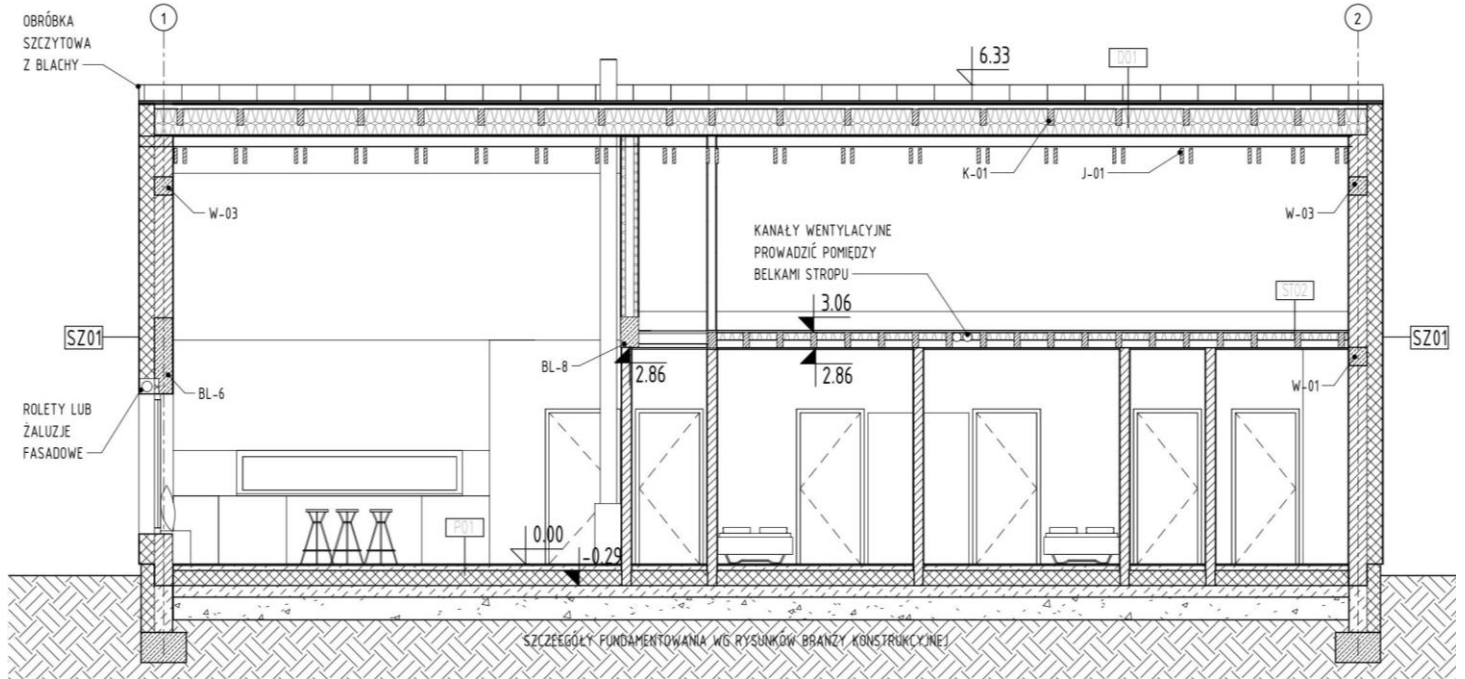 OBRÓBKA
SZCZYTOWA
Z BLACHY
1
2
6.33
D01
K-01
J-01
W-03
W-03
KANAŁY WENTYLACYJNE
PROWADZIĆ POMIĘDZY
BELKAMI STROPU
3.06
ST02
SZ01
SZ01
BL-8
2.86
2.86
W-01
BL-6
ROLETY LUB
ŻALUZJE
FASADOWE
P01
0.00
-0.29
SZCZEGÓŁY FUNDAMENTOWANIA WG RYSUNKÓW BRANŻY KONSTRUKCYJNEJ